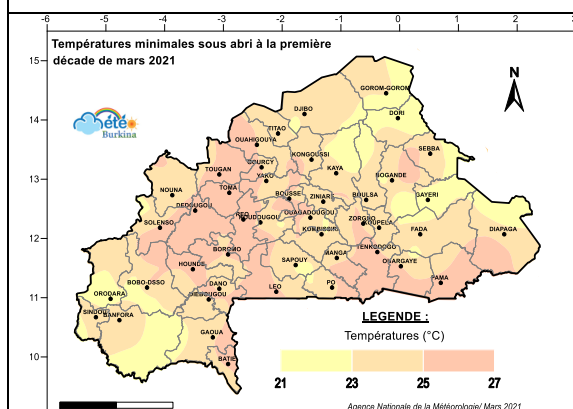 -6 -5 -4 -3 -2 -1 0 1 2 3
Températures minimales sous abri à la première
décade de mars 2021
N
météo
Burkina
15
14
13
12
11
10
GOROM-GOROM
DJIBO
DORI
TITAO
OUAHIGOUYA
KONGOUSSI
SEBBA
GOURCY
KAYA
TOUGAN
YAKO
BOGANDE
NOUNA
TOMA
BOUSSE
ZINIARE
BOULSA
GAYERI
DEDOUGOU
REO
KOUDOUGOU
OUAGADOUGOU
ZORGHO
KOUPELA
SOLENSO
KOMBISSIRI
FADA
DIAPAGA
BOROMO
MANGA
TENKODOGO
HOUNDE
SAPOUY
OUARGAYE
BOBO-DSSO
DANO
LEO
PO
PAMA
ORODARA
DIEBOUGOU
SINDOU
BANFORA
GAOUA
BATIE
LEGENDE :
Températures (°C)
21 23 25 27
Agence Nationale de la Météorologie/ Mars 2021